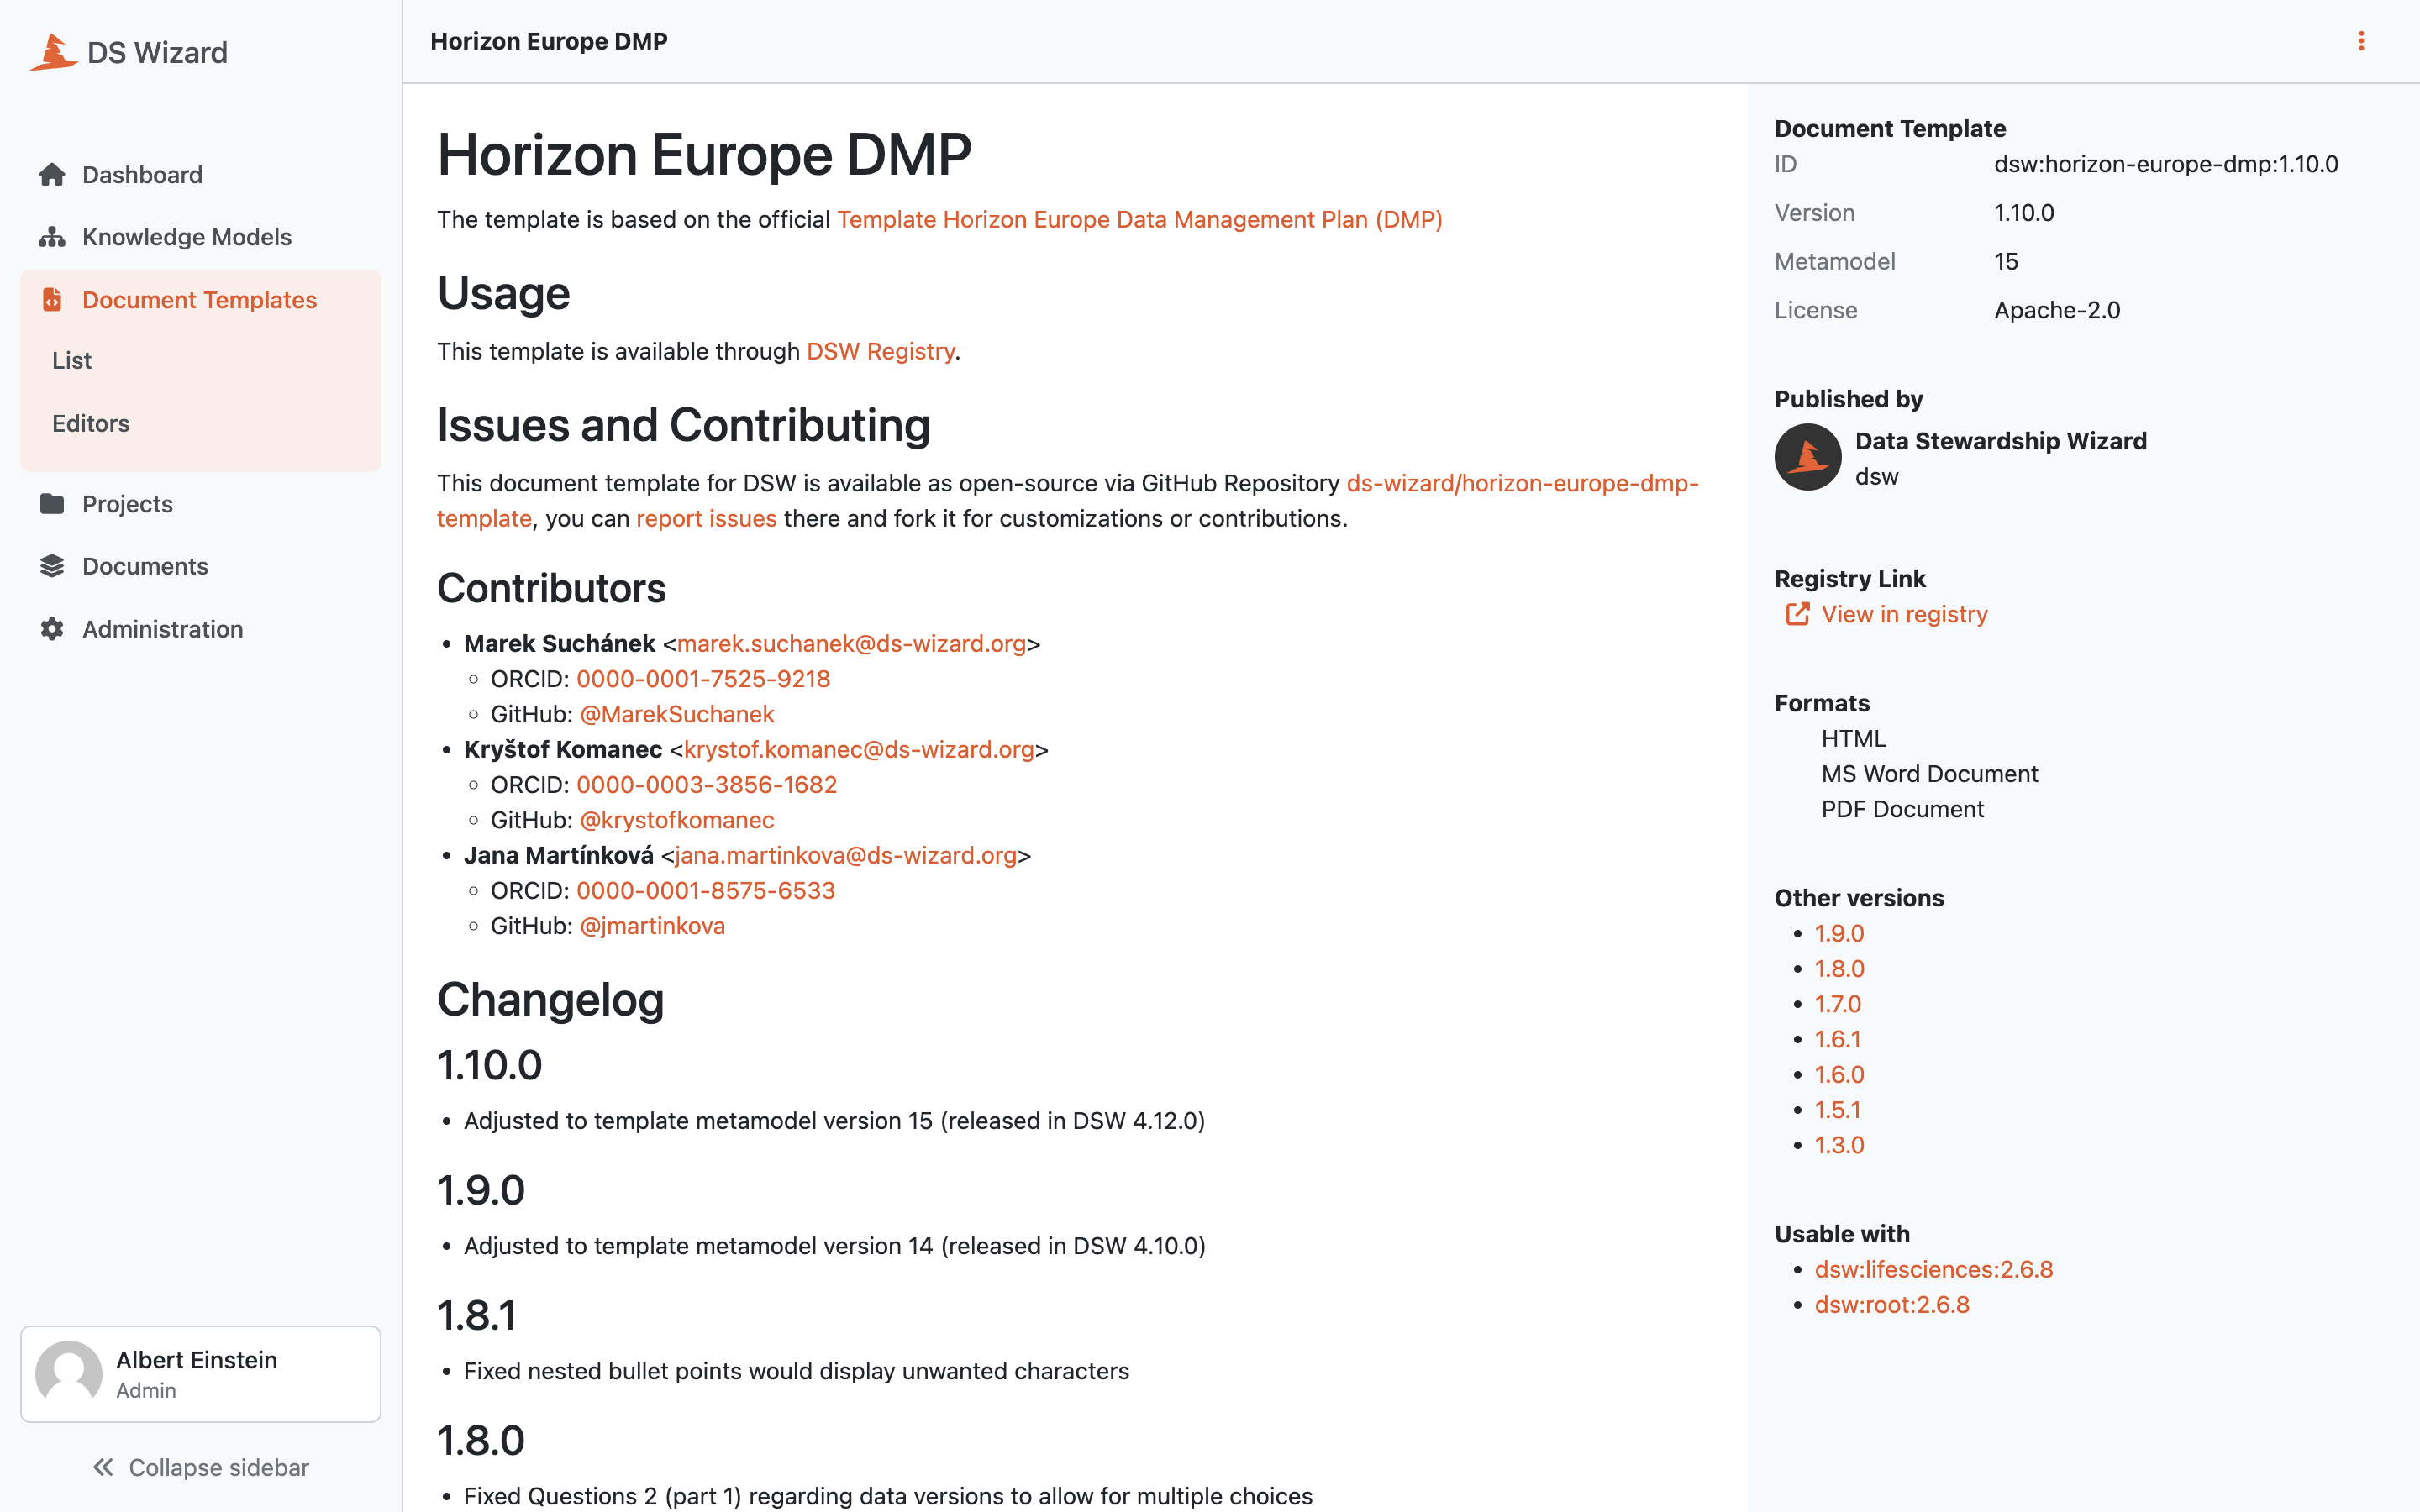 DS Wizard
Dashboard
Knowledge Models
Document Templates
List
Editors
Projects
Documents
Administration
Albert Einstein
Admin
Collapse sidebar
Horizon Europe DMP
Horizon Europe DMP
The template is based on the official Template Horizon Europe Data Management Plan (DMP)
Usage
This template is available through DSW Registry.
Issues and Contributing
This document template for DSW is available as open-source via GitHub Repository ds-wizard/horizon-europe-dmp-
template, you can report issues there and fork it for customizations or contributions.
Contributors
• Marek Suchánek <marek.suchanek@ds-wizard.org>
○ ORCID: 0000-0001-7525-9218
○ GitHub: @MarekSuchanek
• Kryštof Komanec <krystof.komanec@ds-wizard.org>
○ ORCID: 0000-0003-3856-1682
○ GitHub: @krystofkomanec
• Jana Martínková <jana.martinkova@ds-wizard.org>
○ ORCID: 0000-0001-8575-6533
○ GitHub: @jmartinkova
Changelog
1.10.0
• Adjusted to template metamodel version 15 (released in DSW 4.12.0)
1.9.0
• Adjusted to template metamodel version 14 (released in DSW 4.10.0)
1.8.1
• Fixed nested bullet points would display unwanted characters
1.8.0
• Fixed Questions 2 (part 1) regarding data versions to allow for multiple choices
Document Template
ID dsw:horizon-europe-dmp:1.10.0
Version 1.10.0
Metamodel 15
License Apache-2.0
Published by
Data Stewardship Wizard
dsw
Registry Link
View in registry
Formats
HTML
MS Word Document
PDF Document
Other versions
• 1.9.0
• 1.8.0
• 1.7.0
• 1.6.1
• 1.6.0
• 1.5.1
• 1.3.0
Usable with
• dsw:lifesciences:2.6.8
• dsw:root:2.6.8